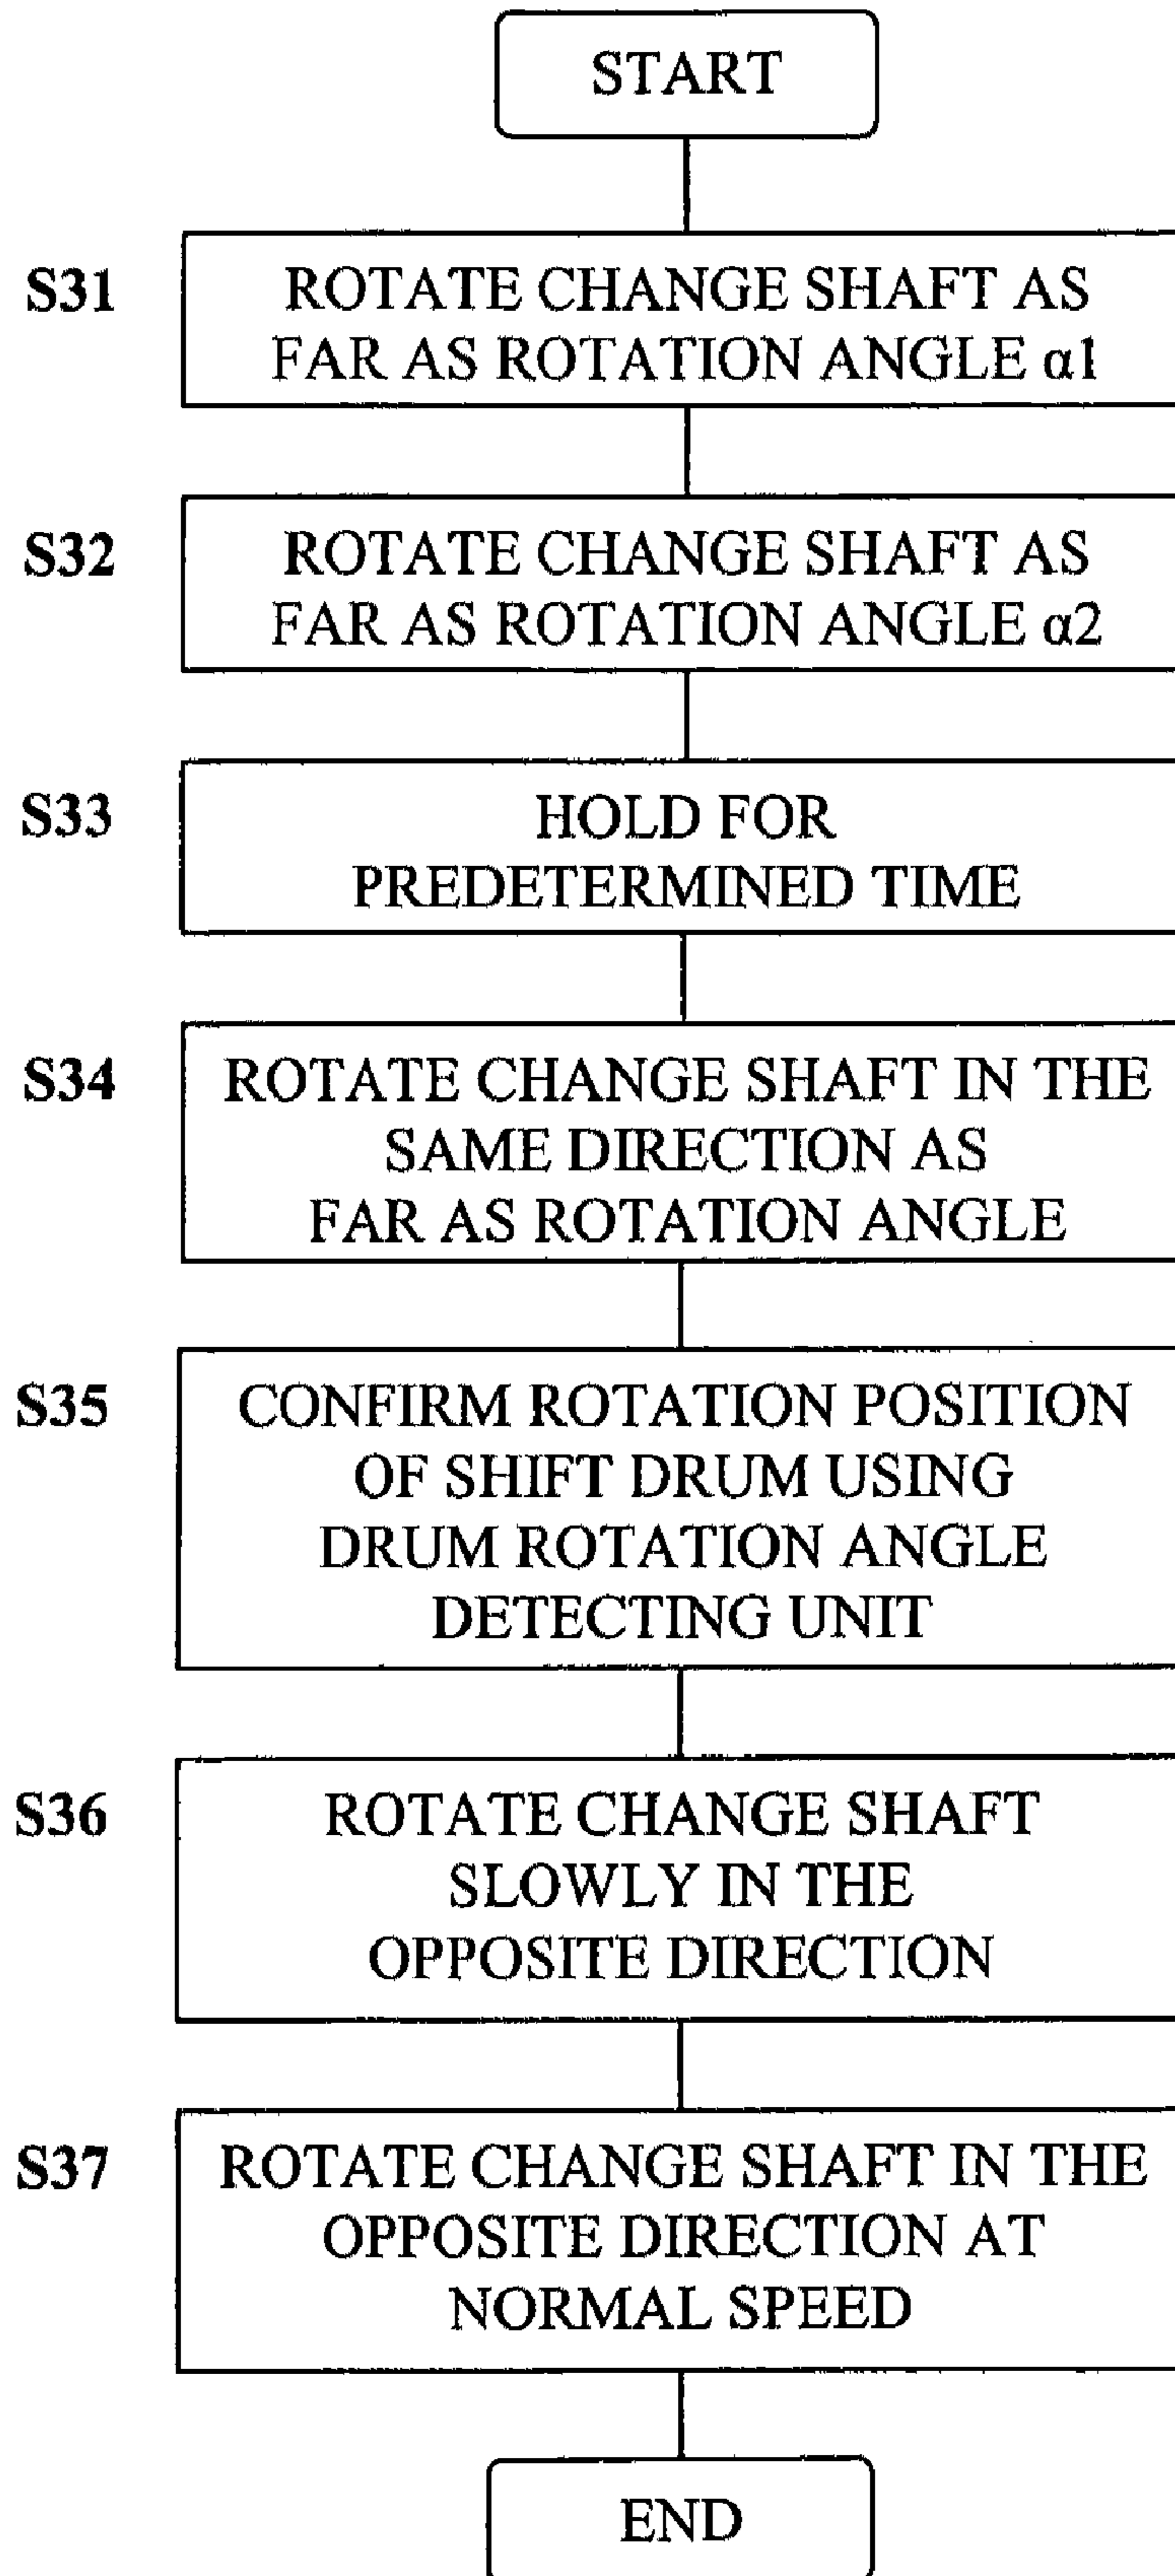 START
S31
ROTATE CHANGE SHAFT AS
FAR AS ROTATION ANGLE α1
S32
ROTATE CHANGE SHAFT AS
FAR AS ROTATION ANGLE α2
S33
HOLD FOR
PREDETERMINED TIME
S34
ROTATE CHANGE SHAFT IN THE
SAME DIRECTION AS
FAR AS ROTATION ANGLE
S35
CONFIRM ROTATION POSITION
OF SHIFT DRUM USING
DRUM ROTATION ANGLE
DETECTING UNIT
S36
ROTATE CHANGE SHAFT
SLOWLY IN THE
OPPOSITE DIRECTION
S37
ROTATE CHANGE SHAFT IN THE
OPPOSITE DIRECTION AT
NORMAL SPEED
END